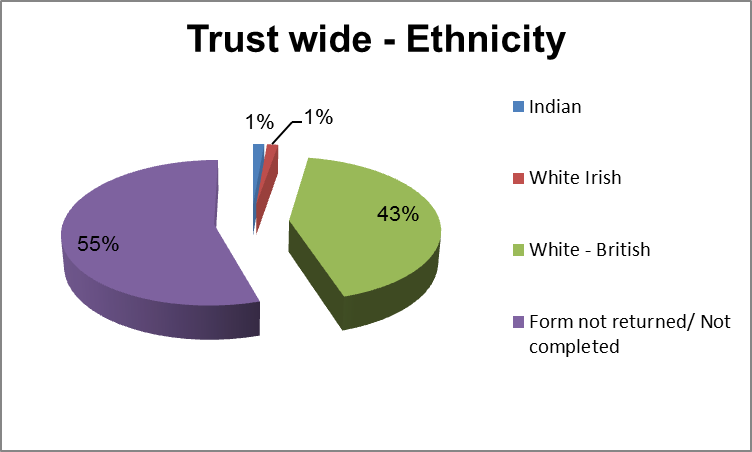 Trust wide - Ethnicity
1%
1%
43%
55%
Indian
White Irish
White - British
Form not returned/ Not
completed